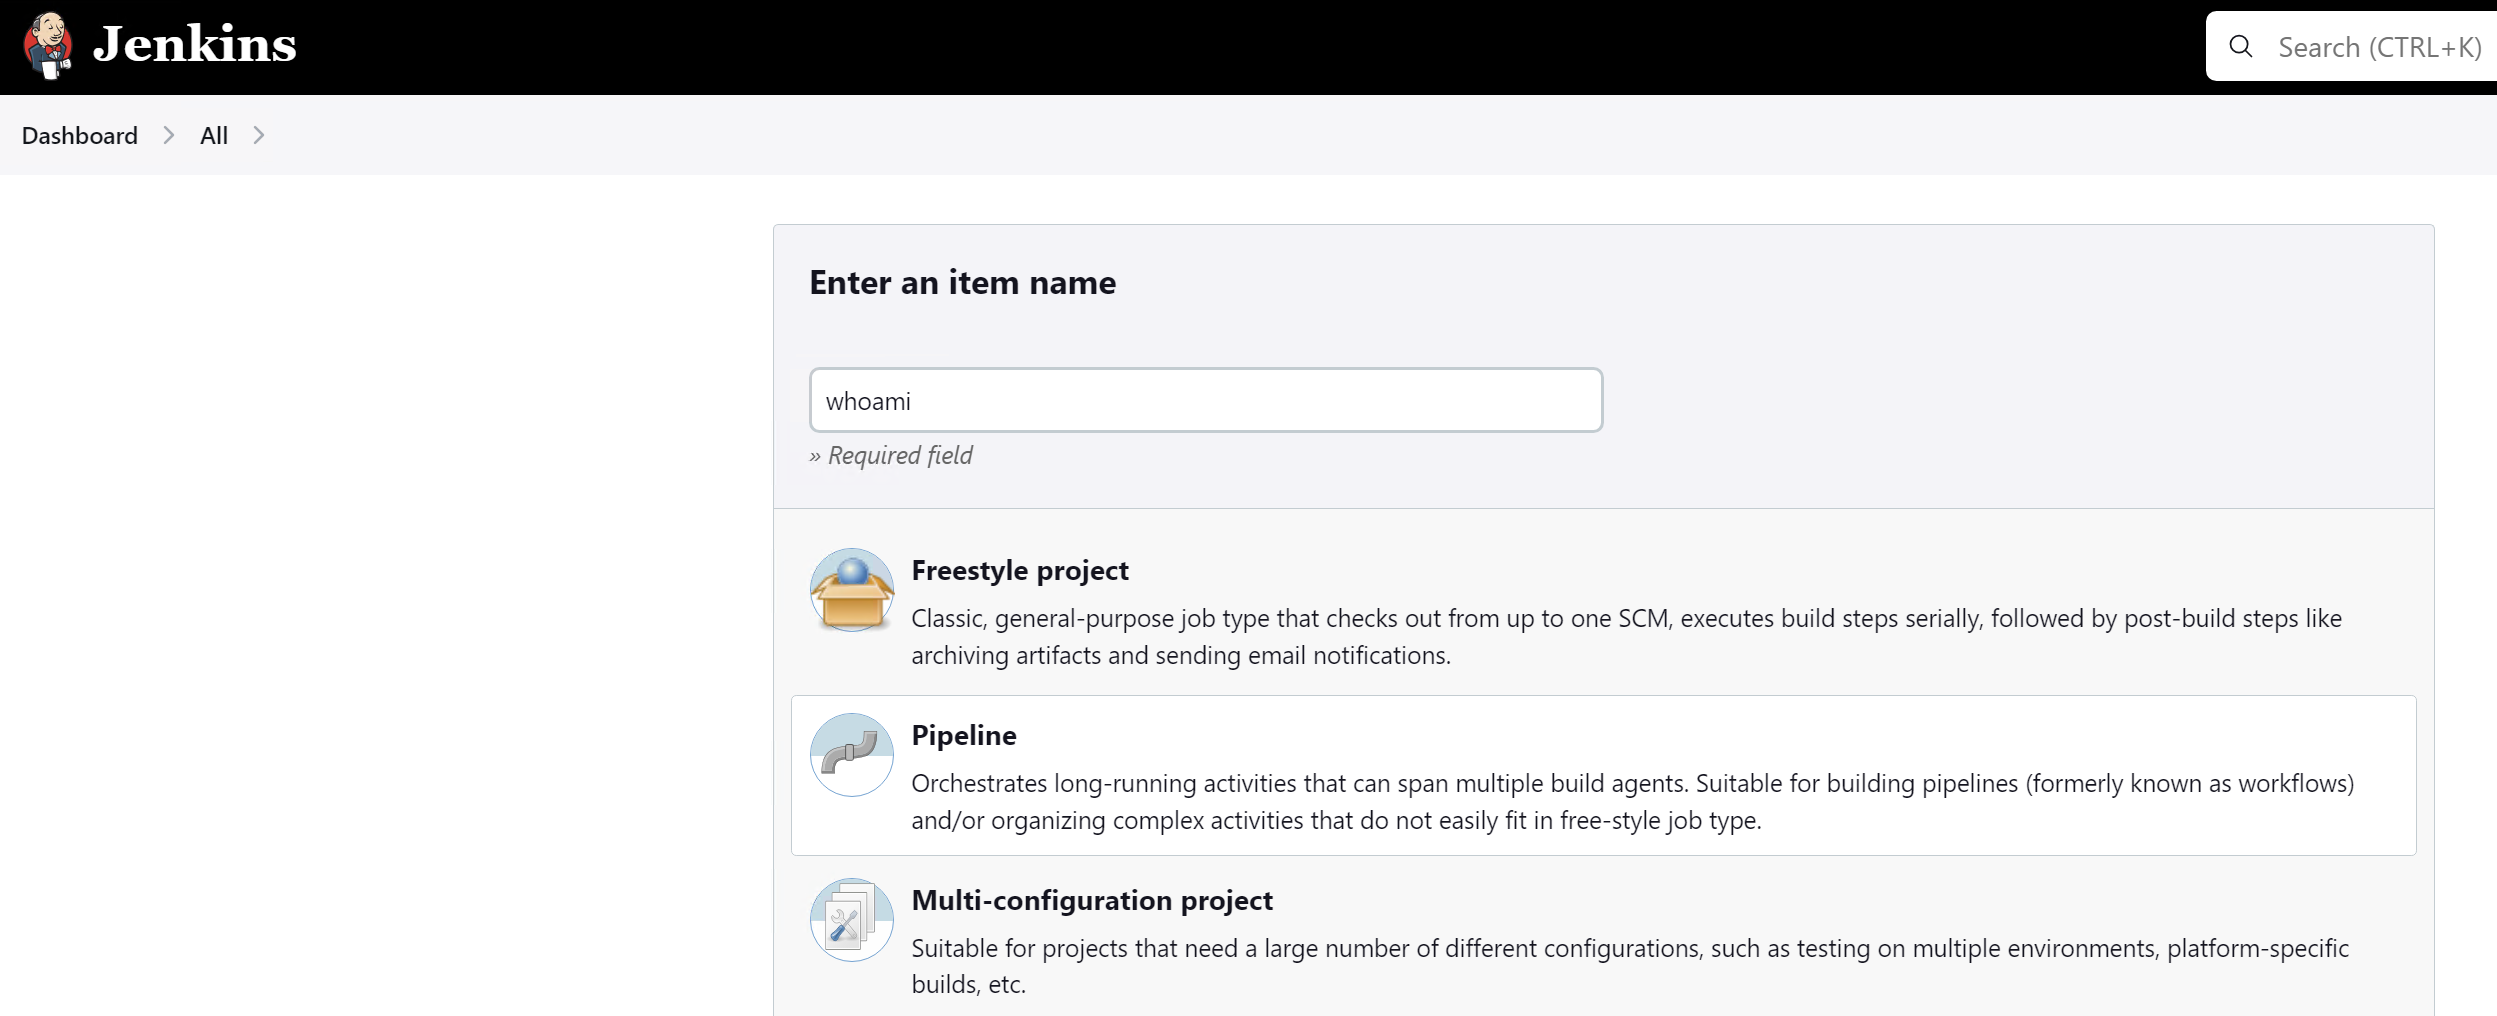 Jenkins
Search (CTRL+K)
Dashboard > All >
Enter an item name
whoami
» Required field
Freestyle project
Classic, general-purpose job type that checks out from up to one SCM, executes build steps serially, followed by post-build steps like
archiving artifacts and sending email notifications.
Pipeline
Orchestrates long-running activities that can span multiple build agents. Suitable for building pipelines (formerly known as workflows)
and/or organizing complex activities that do not easily fit in free-style job type.
Multi-configuration project
Suitable for projects that need a large number of different configurations, such as testing on multiple environments, platform-specific
builds, etc.